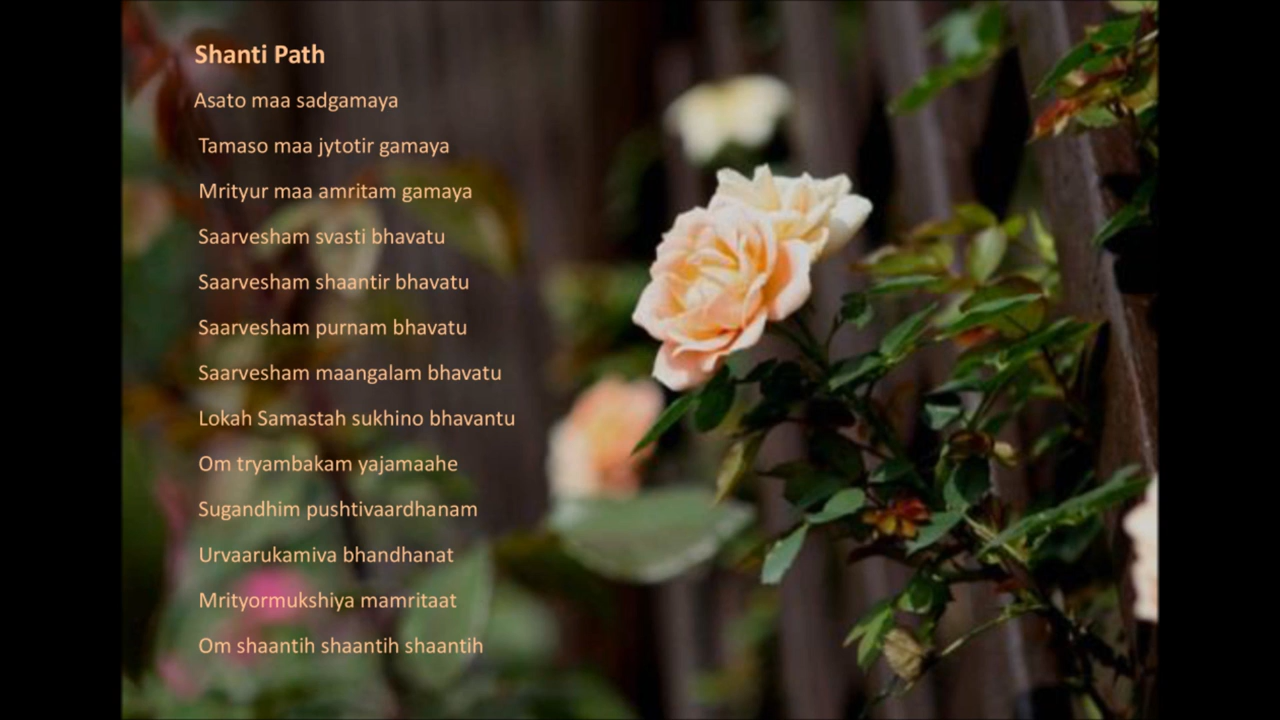 Shanti Path
Asato maa sadgamaya
Tamaso maa jytotir gamaya
Mrityur maa amritam gamaya
Saarvesham svasti bhavatu
Saarvesham shaantir bhavatu
Saarvesham purnam bhavatu
Saarvesham maangalam bhavatu
Lokah Samastah sukhino bhavantu
Om tryambakam yajamaahe
Sugandhim pushtivaardhanam
Urvaarukamiva bhandhanat
Mrityormukshiya mamritaat
Om shaantih shaantih shaantih